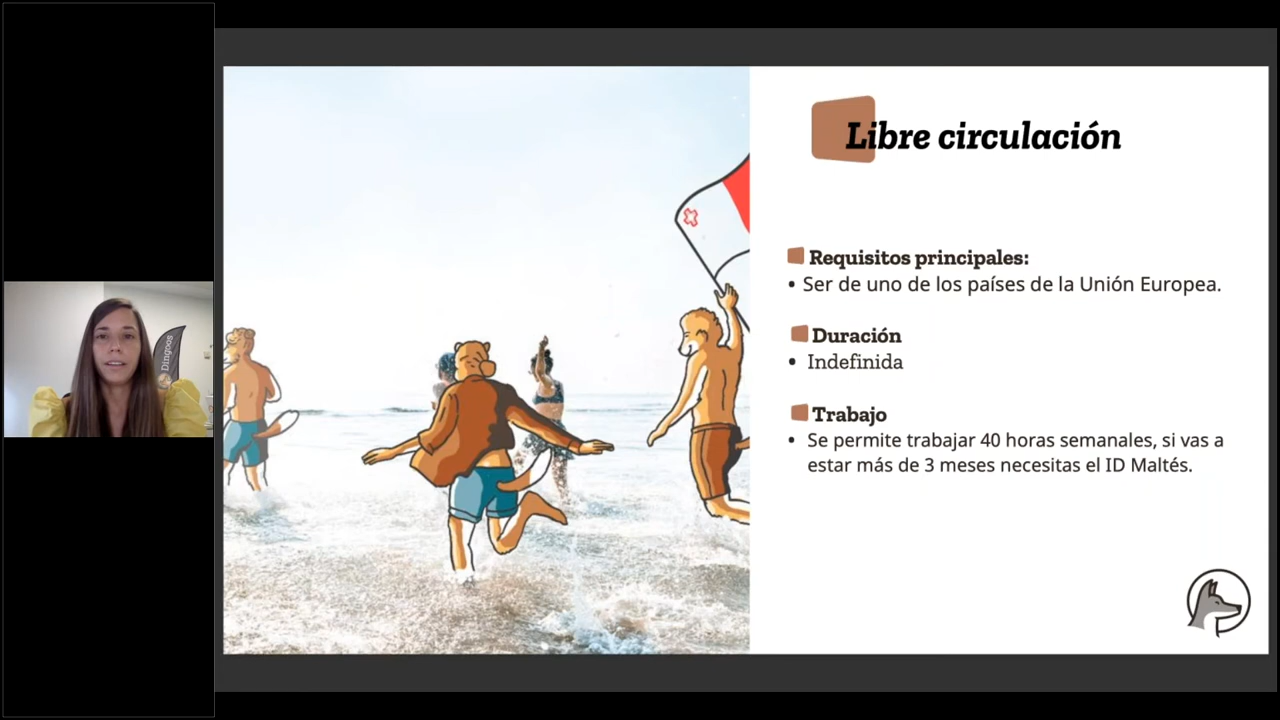 Libre circulación
Requisitos principales:
• Ser de uno de los países de la Unión Europea.
Duración
• Indefinida
Trabajo
• Se permite trabajar 40 horas semanales, si vas a
estar más de 3 meses necesitas el ID Maltés.
Dingoos